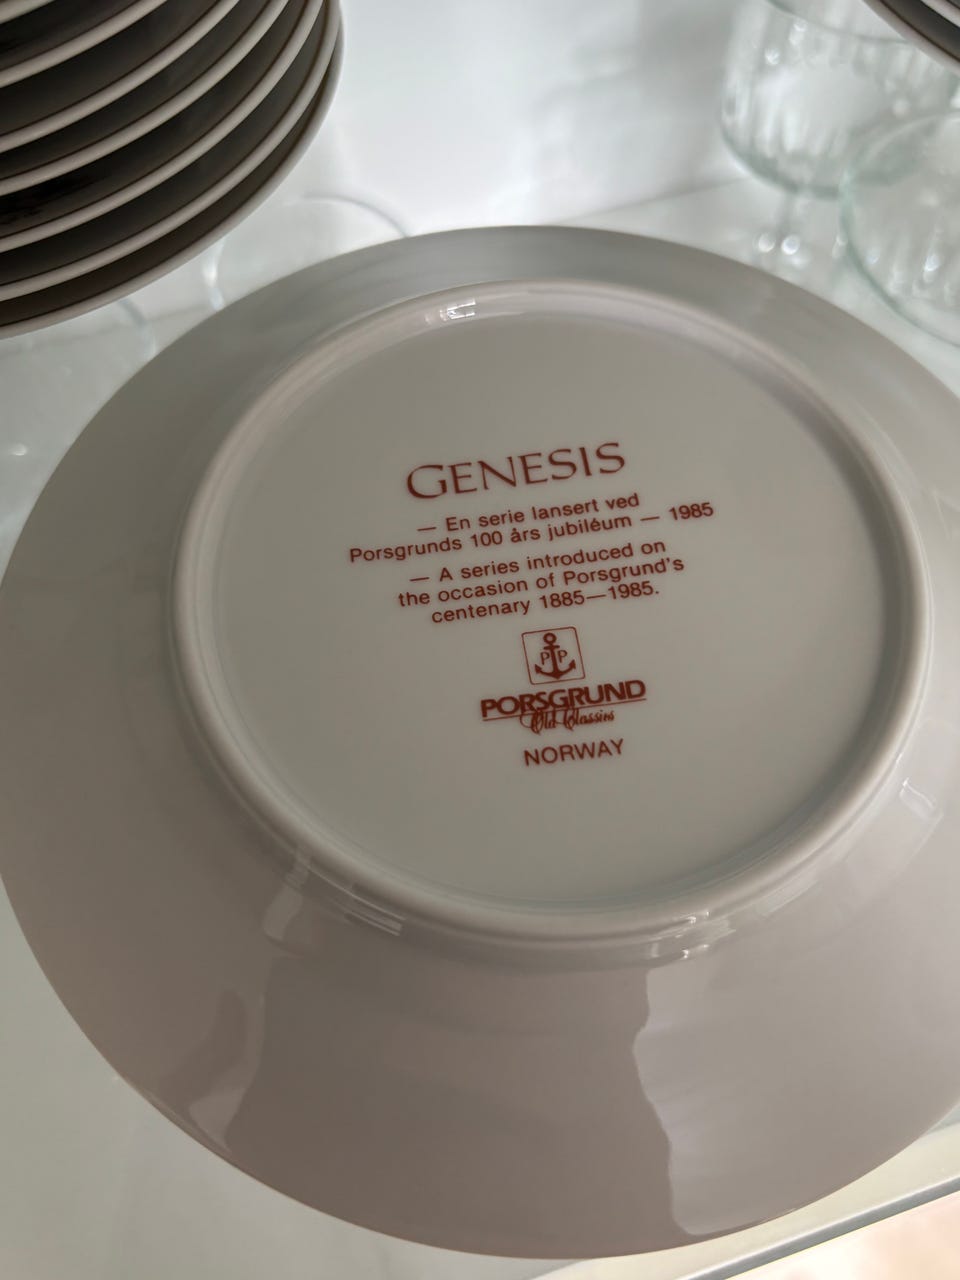 GENESIS
— En serie lansert ved
Porsgrunds 100 års jubiléum — 1985
— A series introduced on
the occasion of Porsgrund's
centenary 1885—1985.
P P
PORSGRUND
Old Classics
NORWAY